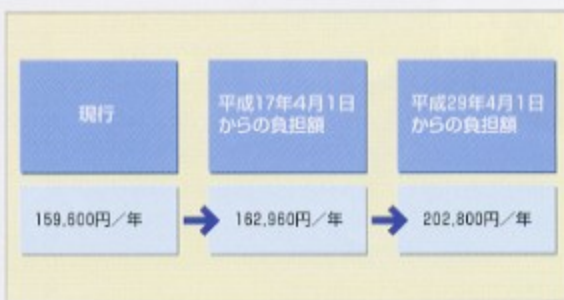 現行
平成17年4月1日
からの負担額
平成29年4月1日
からの負担額
159,600円／年
162,960円／年
202,800円／年